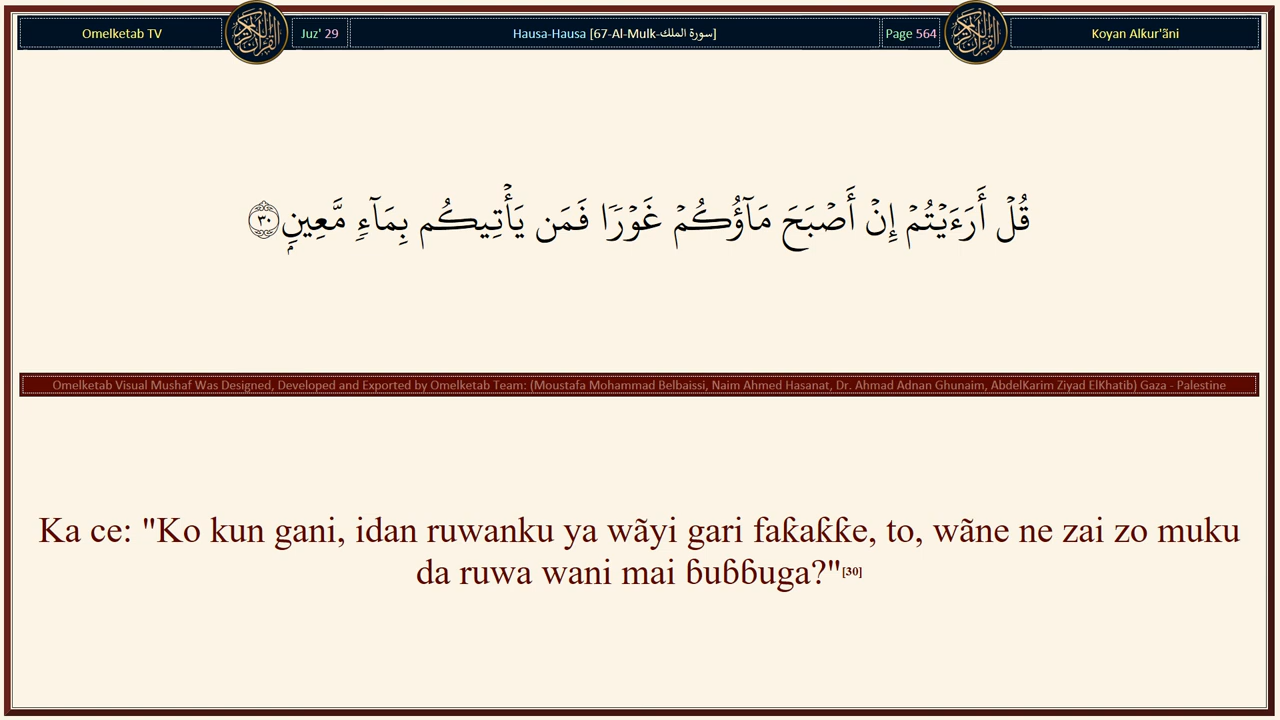 Omelketab TV
Juz' 29
Hausa-Hausa [67-Al-Mulk-سورة الملك]
Page 564
Koyan Alƙur'ãni
قُلۡ أَرَءَيۡتُمۡ إِنۡ أَصۡبَحَ مَآؤُكُمۡ غَوۡرٗا فَمَن يَأۡتِيكُم بِمَآءٖ مَّعِينِۭ ٣٠
Omelketab Visual Mushaf Was Designed, Developed and Exported by Omelketab Team: (Moustafa Mohammad Belbaissi, Naim Ahmed Hasanat, Dr. Ahmad Adnan Ghunaim, AbdelKarim Ziyad ElKhatib) Gaza - Palestine
Ka ce: "Ko kun gani, idan ruwanku ya wãyi gari faƙaƙƙe, to, wãne ne zai zo muku
da ruwa wani mai ɓuɓɓuga?"[30]